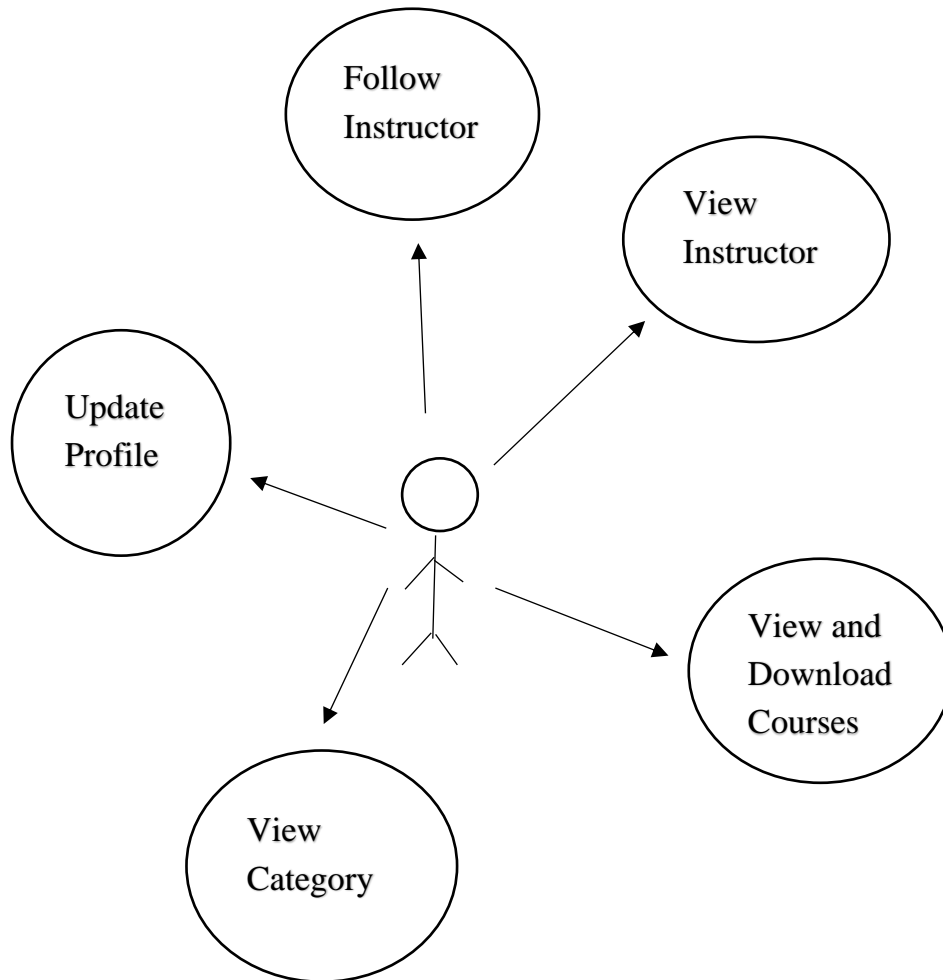 Follow
Instructor
View
Instructor
Update
Profile
View and
Download
Courses
View
Category